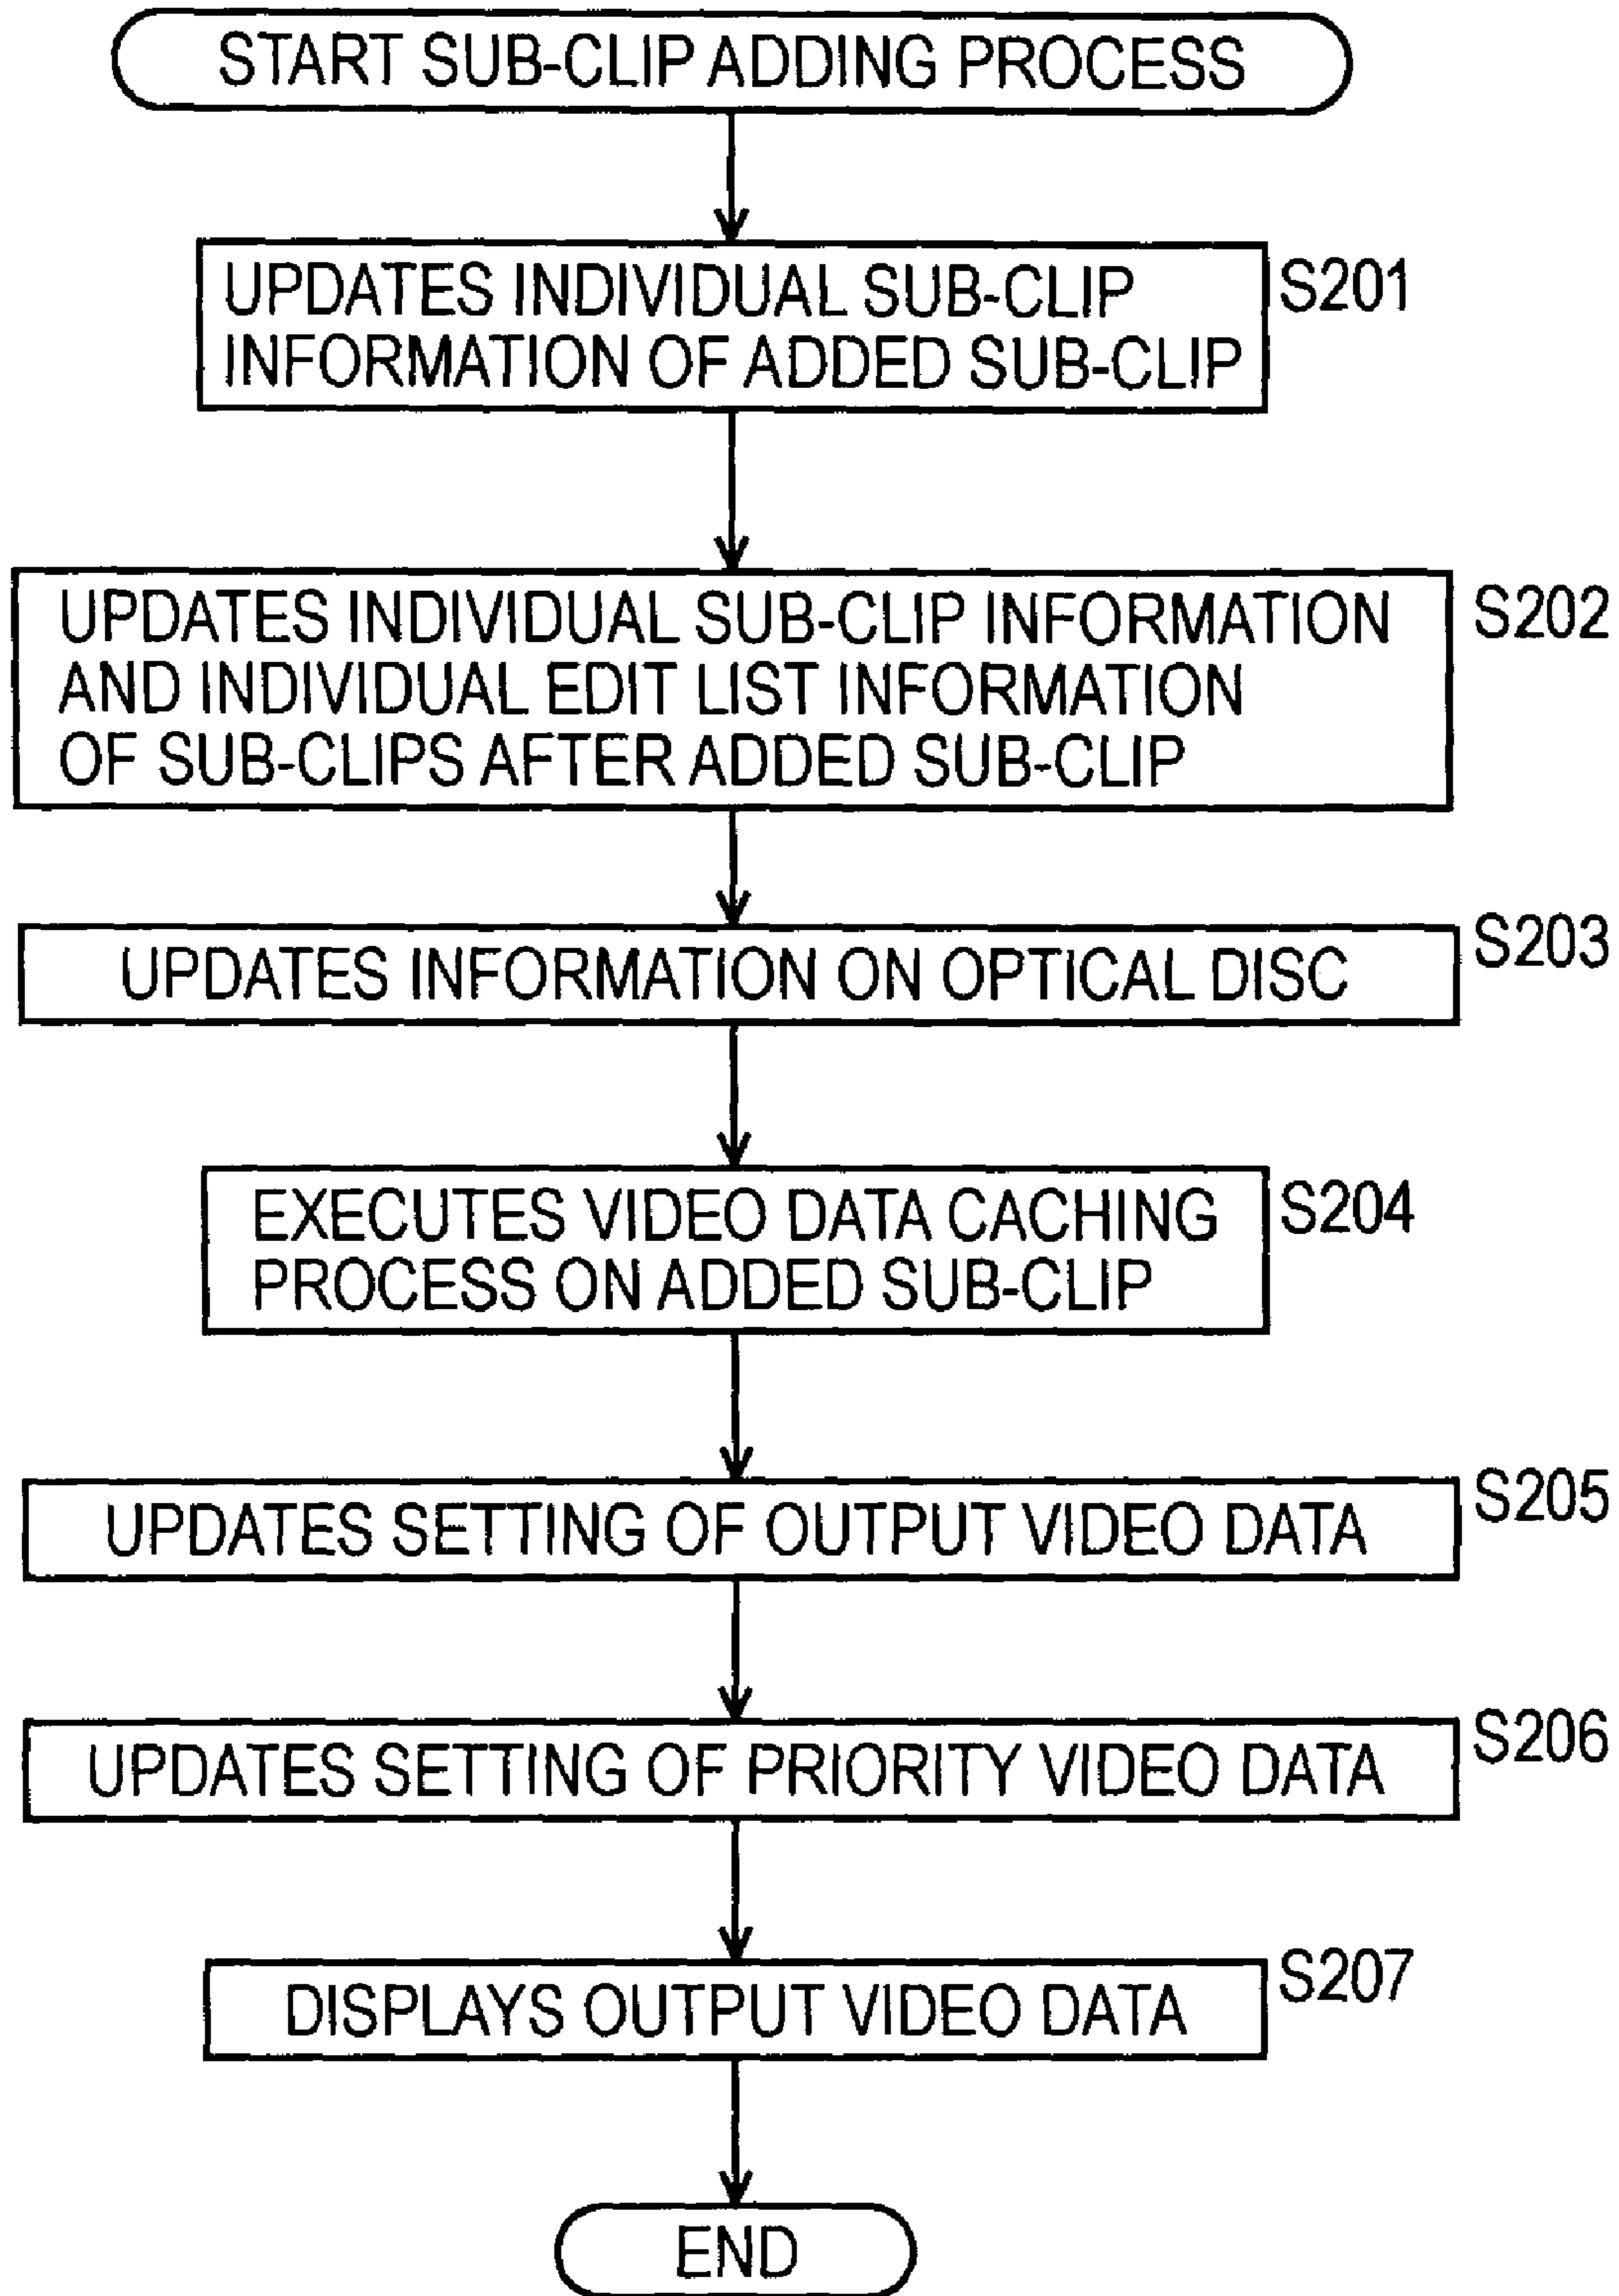 START SUB-CLIP ADDING PROCESS
UPDATES INDIVIDUAL SUB-CLIP
INFORMATION OF ADDED SUB-CLIP
S201
UPDATES INDIVIDUAL SUB-CLIP INFORMATION
AND INDIVIDUAL EDIT LIST INFORMATION
OF SUB-CLIPS AFTER ADDED SUB-CLIP
S202
UPDATES INFORMATION ON OPTICAL DISC
S203
EXECUTES VIDEO DATA CACHING
PROCESS ON ADDED SUB-CLIP
S204
UPDATES SETTING OF OUTPUT VIDEO DATA
S205
UPDATES SETTING OF PRIORITY VIDEO DATA
S206
DISPLAYS OUTPUT VIDEO DATA
S207
END